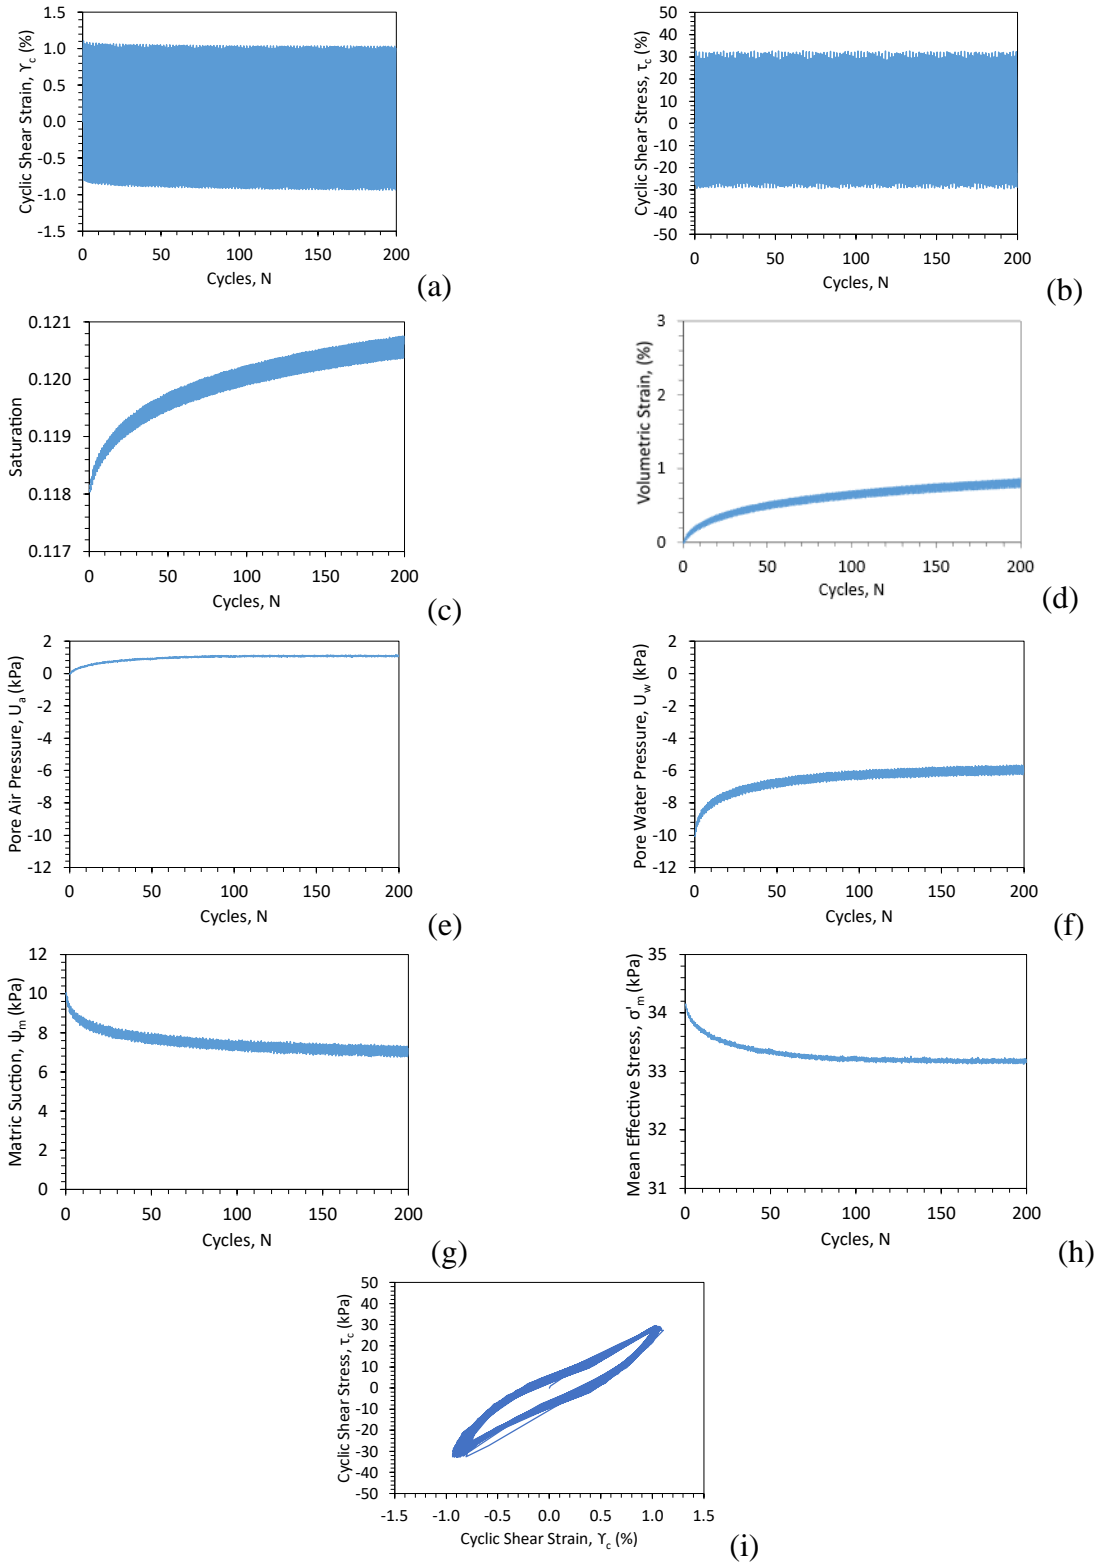 Cyclic Shear Strain, ϒc (%)
1.5
1.0
0.5
0.0
-0.5
-1.0
-1.5
0 50 100 150 200
Cycles, N
(a)
Cyclic Shear Stress, τc (%)
50
40
30
20
10
0
-10
-20
-30
-40
-50
0 50 100 150 200
Cycles, N
(b)
Saturation
0.121
0.120
0.119
0.118
0.117
0 50 100 150 200
Cycles, N
(c)
Volumetric Strain, (%)
3
2
1
0
0 50 100 150 200
Cycles, N
(d)
Pore Air Pressure, Ua (kPa)
2
0
-2
-4
-6
-8
-10
-12
0 50 100 150 200
Cycles, N
(e)
Pore Water Pressure, Uw (kPa)
2
0
-2
-4
-6
-8
-10
-12
0 50 100 150 200
Cycles, N
(f)
Matric Suction, ψm (kPa)
12
10
8
6
4
2
0
0 50 100 150 200
Cycles, N
(g)
Mean Effective Stress, σ'm (kPa)
35
34
33
32
31
0 50 100 150 200
Cycles, N
(h)
Cyclic Shear Stress, τc (kPa)
50
40
30
20
10
0
-10
-20
-30
-40
-50
-1.5 -1.0 -0.5 0.0 0.5 1.0 1.5
Cyclic Shear Strain, ϒc (%)
(i)